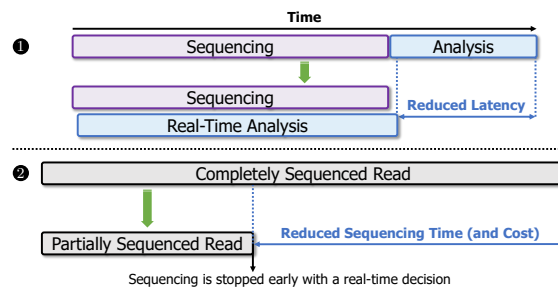 Time
❶
Sequencing
Analysis
Sequencing
Reduced Latency
Real-Time Analysis
❷
Completely Sequenced Read
Reduced Sequencing Time (and Cost)
Partially Sequenced Read
Sequencing is stopped early with a real-time decision